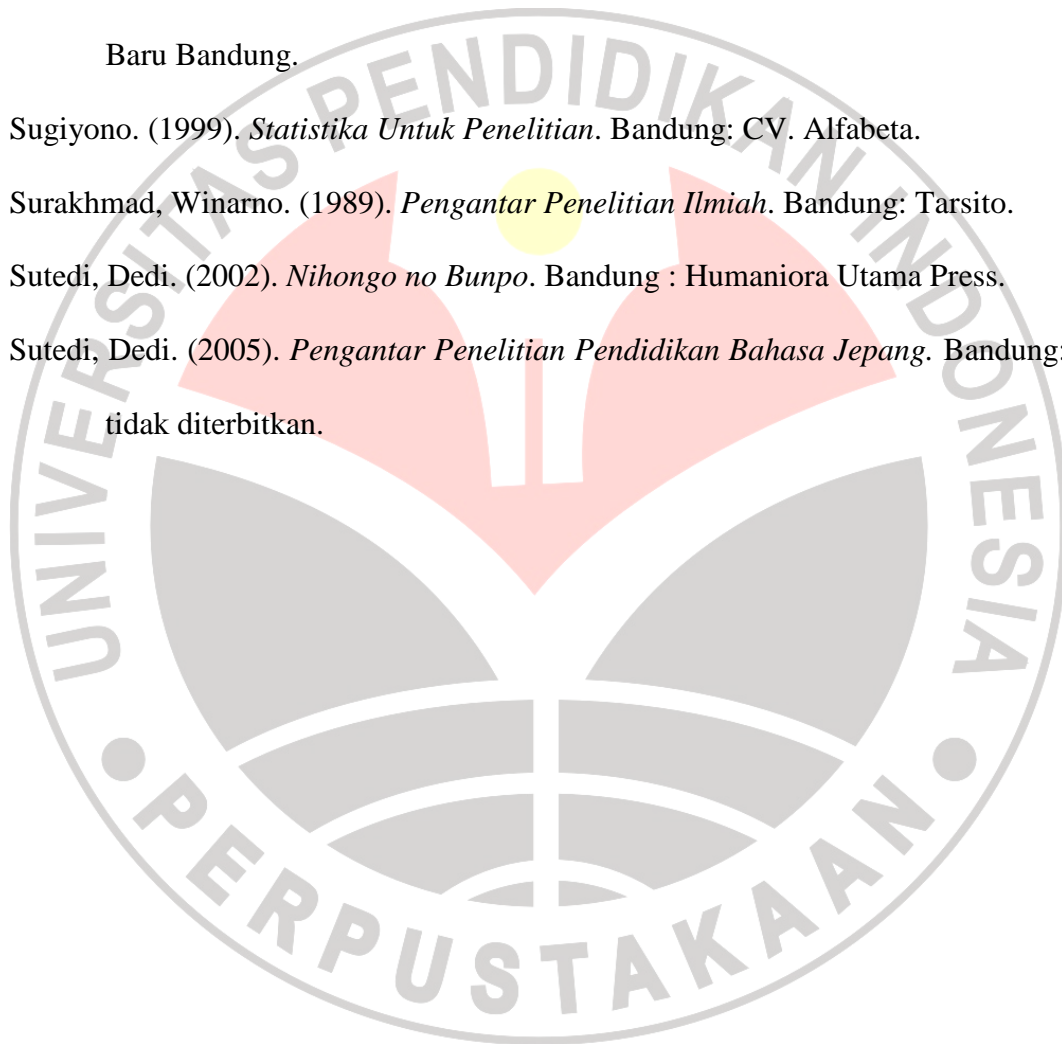 Baru Bandung.
Sugiyono. (1999). Statistika Untuk Penelitian. Bandung: CV. Alfabeta.
Surakhmad, Winarno. (1989). Pengantar Penelitian Ilmiah. Bandung: Tarsito.
Sutedi, Dedi. (2002). Nihongo no Bunpo. Bandung : Humaniora Utama Press.
Sutedi, Dedi. (2005). Pengantar Penelitian Pendidikan Bahasa Jepang. Bandung:
tidak diterbitkan.
UNIVERSITAS PENDIDIKAN INDONESIA
PERPUSTAKAAN